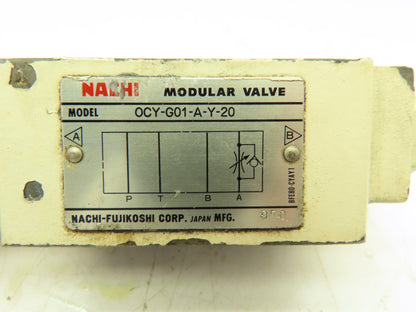 NACHI MODULAR VALVE
MODEL OCY-G01-A-Y-20
A B
P T B A
NACHI-FUJIKOSHI CORP. JAPAN MFG.